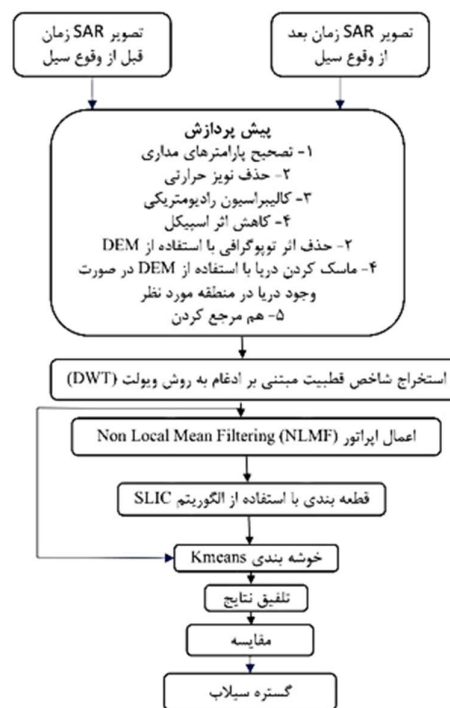 تصویر SAR زمان
قبل از وقوع سیل
تصویر SAR زمان بعد
از وقوع سیل
پیش پردازش
۱- تصحیح پارامترهای مداری
۲- حذف نویز حرارتی
۳- کالیبراسیون رادیومتریکی
۴- کاهش اثر اسپیکل
۲- حذف اثر توپوگرافی با استفاده از DEM
۴- ماسک کردن دریا با استفاده از DEM در صورت
وجود دریا در منطقه مورد نظر
۵- هم مرجع کردن
استخراج شاخص قطبیت مبتنی بر ادغام به روش ویولت (DWT)
اعمال اپراتور Non Local Mean Filtering (NLMF)
قطعه بندی با استفاده از الگوریتم SLIC
خوشه بندی Kmeans
تلفیق نتایج
مقایسه
گستره سیلاب